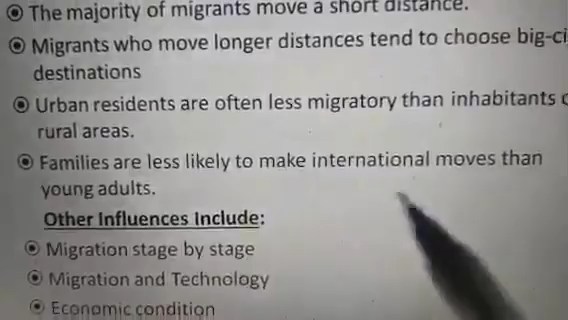 The majority of migrants move a short distance.
Migrants who move longer distances tend to choose big-ci
destinations
Urban residents are often less migratory than inhabitants
rural areas.
Families are less likely to make international moves than
young adults.
Other Influences Include:
Migration stage by stage
Migration and Technology
Economic condition